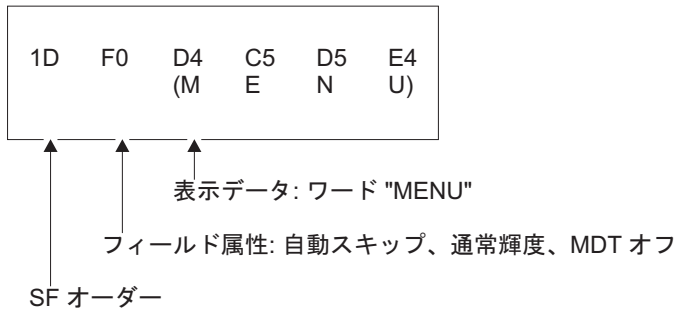 1D F0 D4 C5 D5 E4
(M E N U)
表示データ: ワード "MENU"
フィールド属性: 自動スキップ、通常輝度、MDT オフ
SF オーダー